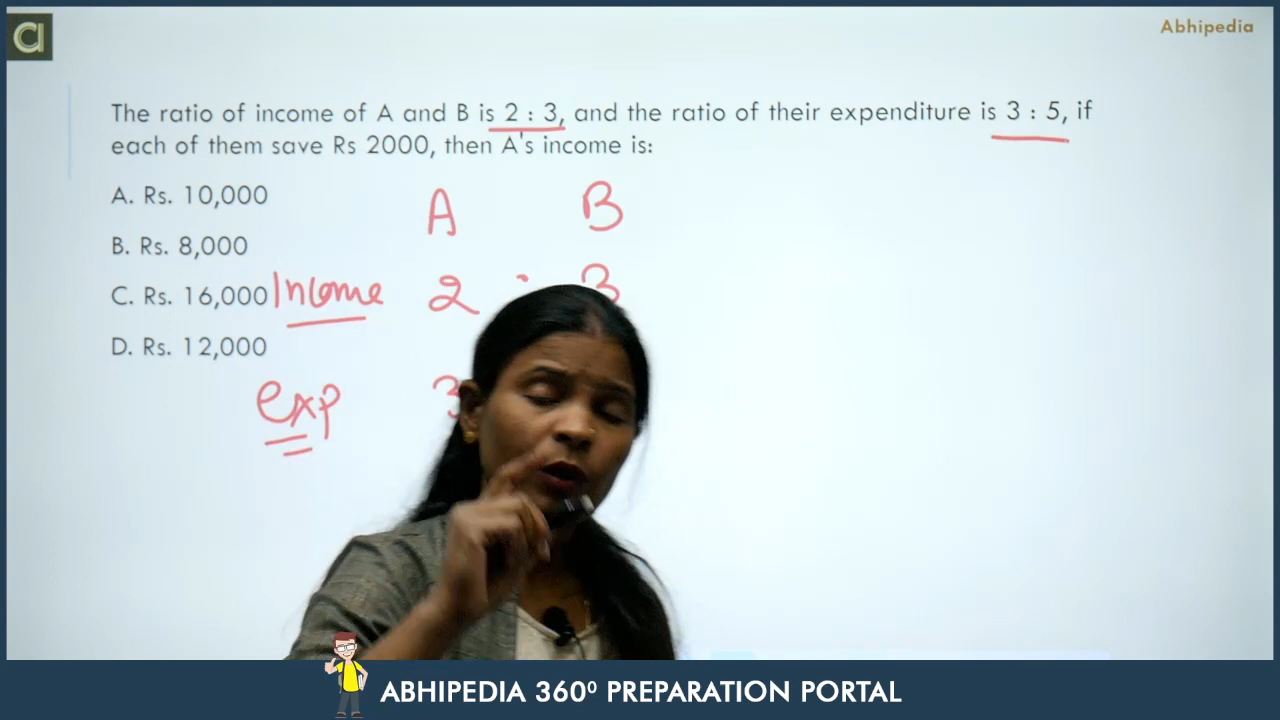 Abhipedia
The ratio of income of A and B is 2 : 3, and the ratio of their expenditure is 3 : 5, if
each of them save Rs 2000, then A's income is:
A. Rs. 10,000
A B
B. Rs. 8,000
C. Rs. 16,000 Income 2 : 3
D. Rs. 12,000
exp 3
ABHIPEDIA 360⁰ PREPARATION PORTAL